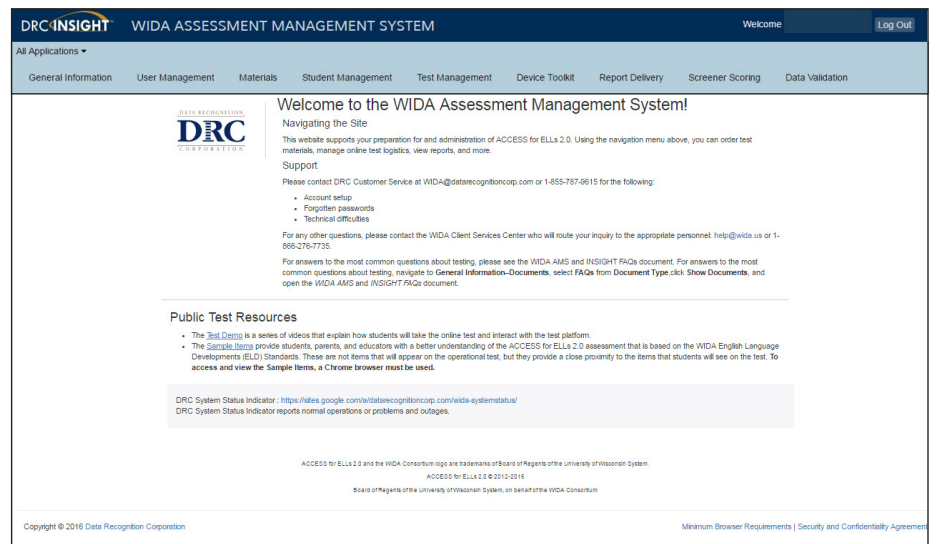 DRC INSIGHT WIDA ASSESSMENT MANAGEMENT SYSTEM Welcome Log Out
All Applications
General Information User Management Materials Student Management Test Management Device Toolkit Report Delivery Screener Scoring Data Validation
DATA RECOGNITION
DRC
CORPORATION
Welcome to the WIDA Assessment Management System!
Navigating the Site
This website supports your preparation for and administration of ACCESS for ELLs 2.0. Using the navigation menu above, you can order test
materials, manage online test logistics, view reports, and more.
Support
Please contact DRC Customer Service at WIDA@datarecognitioncorp.com or 1-855-787-9615 for the following:
• Account setup
• Forgotten passwords
• Technical difficulties
For any other questions, please contact the WIDA Client Services Center who will route your inquiry to the appropriate personnel: help@wida.us or 1-
866-276-7735.
For answers to the most common questions about testing, please see the WIDA AMS and INSIGHT FAQs document. For answers to the most
common questions about testing, navigate to General Information–Documents, select FAQs from Document Type,click Show Documents, and
open the WIDA AMS and INSIGHT FAQs document.
Public Test Resources
• The Test Demo is a series of videos that explain how students will take the online test and interact with the test platform.
• The Sample Items provide students, parents, and educators with a better understanding of the ACCESS for ELLs 2.0 assessment that is based on the WIDA English Language
Developments (ELD) Standards. These are not items that will appear on the operational test, but they provide a close proximity to the items that students will see on the test. To
access and view the Sample Items, a Chrome browser must be used.
DRC System Status Indicator : https://sites.google.com/a/datarecognitioncorp.com/wida-systemstatus/
DRC System Status Indicator reports normal operations or problems and outages.
ACCESS for ELLs 2.0 and the WIDA Consortium logo are trademarks of Board of Regents of the University of Wisconsin System.
ACCESS for ELLs 2.0 © 2012-2016
Board of Regents of the University of Wisconsin System, on behalf of the WIDA Consortium
Copyright © 2016 Data Recognition Corporation Minimum Browser Requirements | Security and Confidentiality Agreement